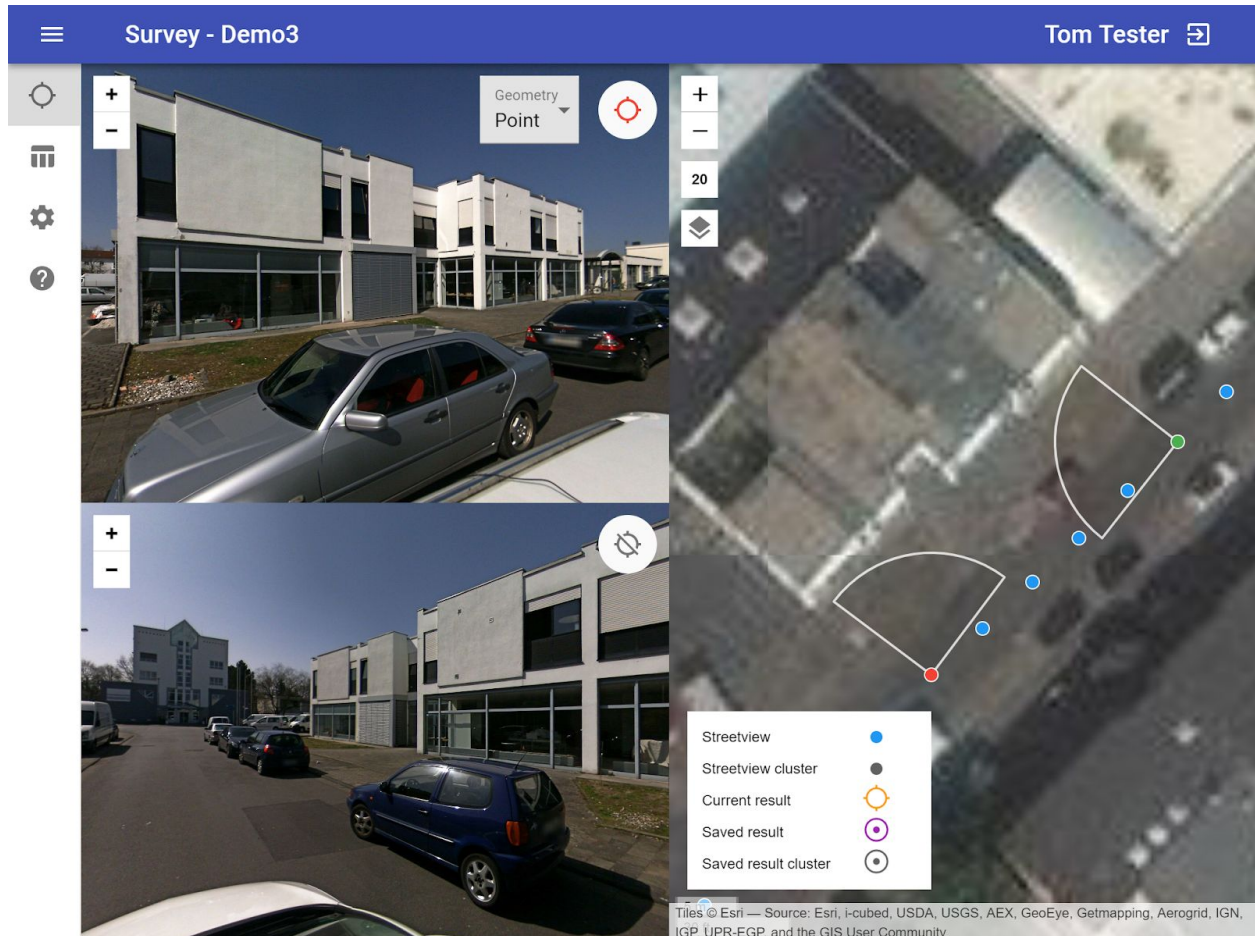 Survey - Demo3
Tom Tester
+
−
Geometry
Point
+
−
20
+
−
Streetview
Streetview cluster
Current result
Saved result
Saved result cluster
Tiles © Esri — Source: Esri, i-cubed, USDA, USGS, AEX, GeoEye, Getmapping, Aerogrid, IGN,
IGP, UPR-EGP, and the GIS User Community